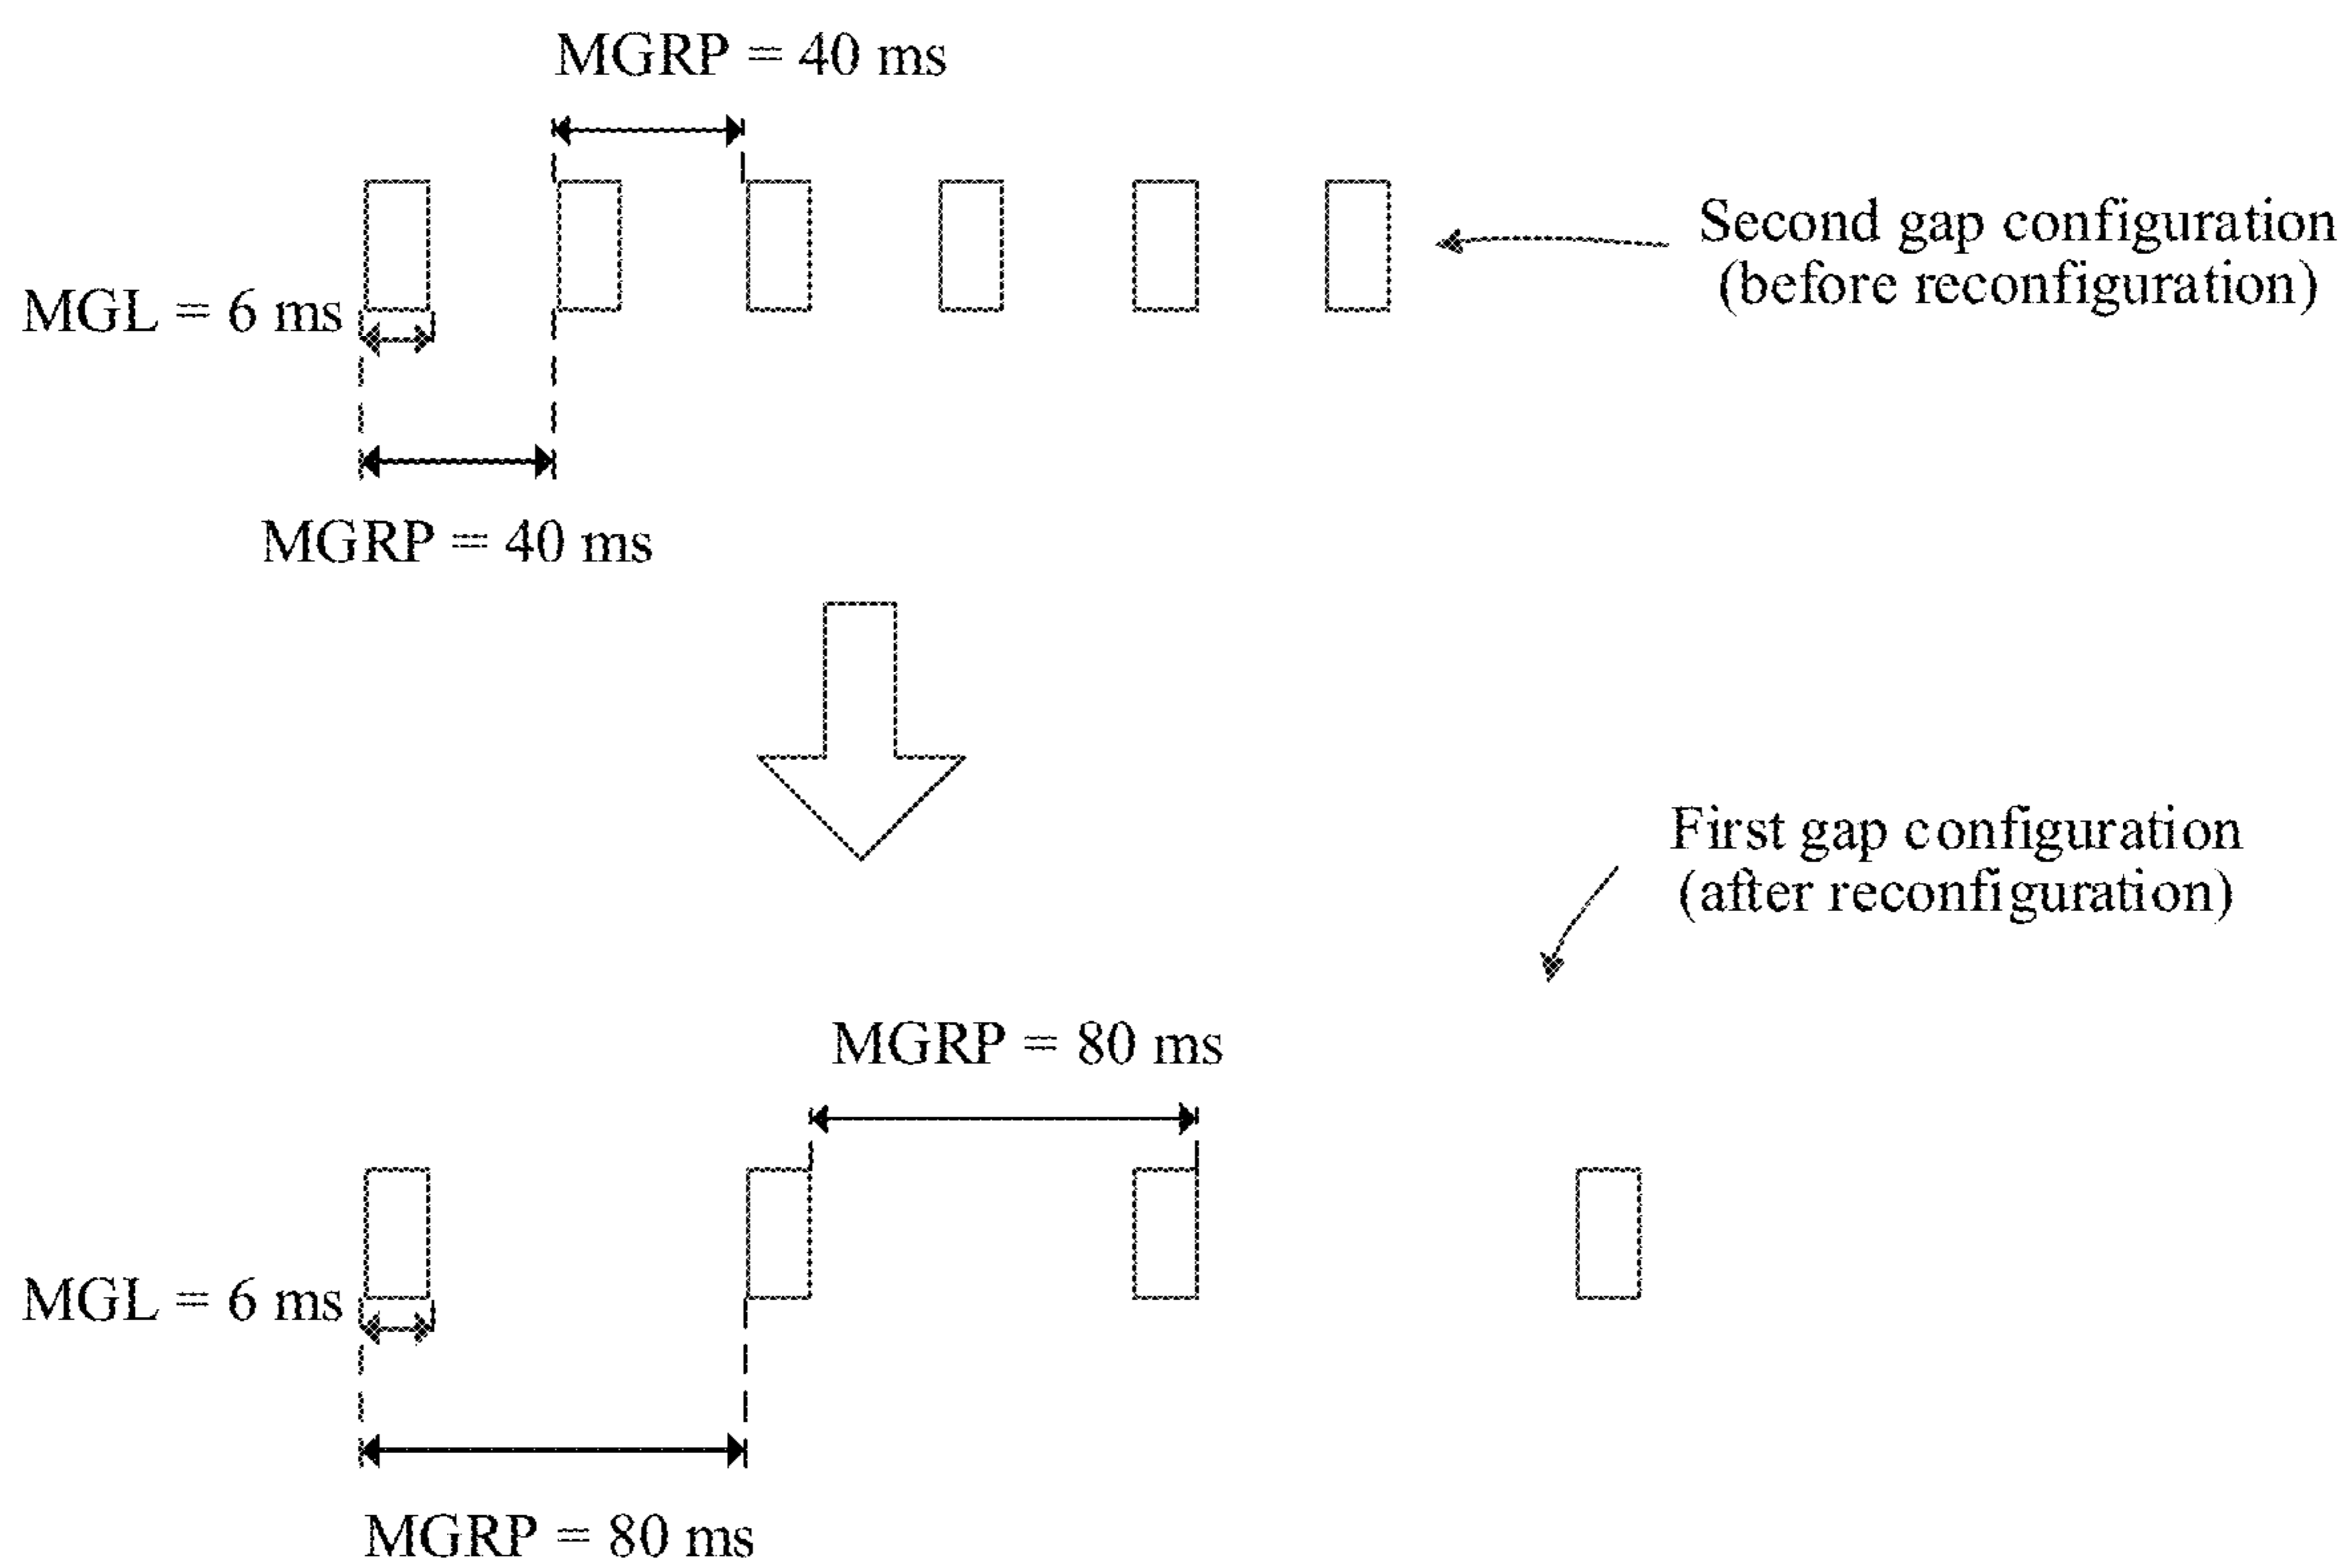 MGRP = 40 ms
Second gap configuration
(before reconfiguration)
MGL = 6 ms
MGRP = 40 ms
First gap configuration
(after reconfiguration)
MGRP = 80 ms
MGL = 6 ms
MGRP = 80 ms